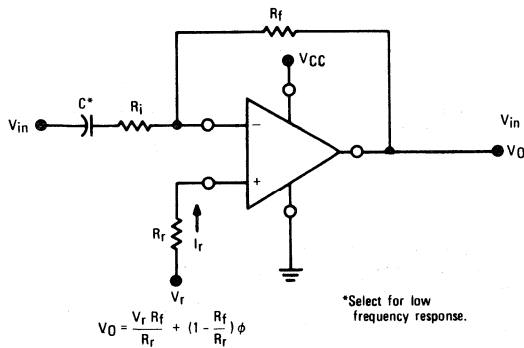 Rf
VCC
C*
Ri
Vin
−
Vin
VO
+
Rr
Ir
Vr
*Select for low
frequency response.
VO = Vr Rf / Rr + (1 - Rf / Rr) ϕ